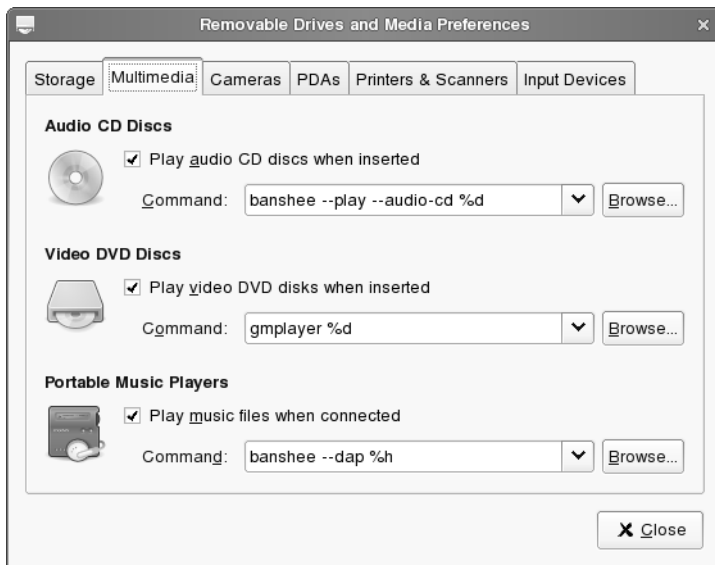 Removable Drives and Media Preferences
Storage Multimedia Cameras PDAs Printers & Scanners Input Devices
Audio CD Discs
Play audio CD discs when inserted
Command: banshee --play --audio-cd %d Browse...
Video DVD Discs
Play video DVD disks when inserted
Command: gmplayer %d Browse...
Portable Music Players
Play music files when connected
Command: banshee --dap %h Browse...
Close